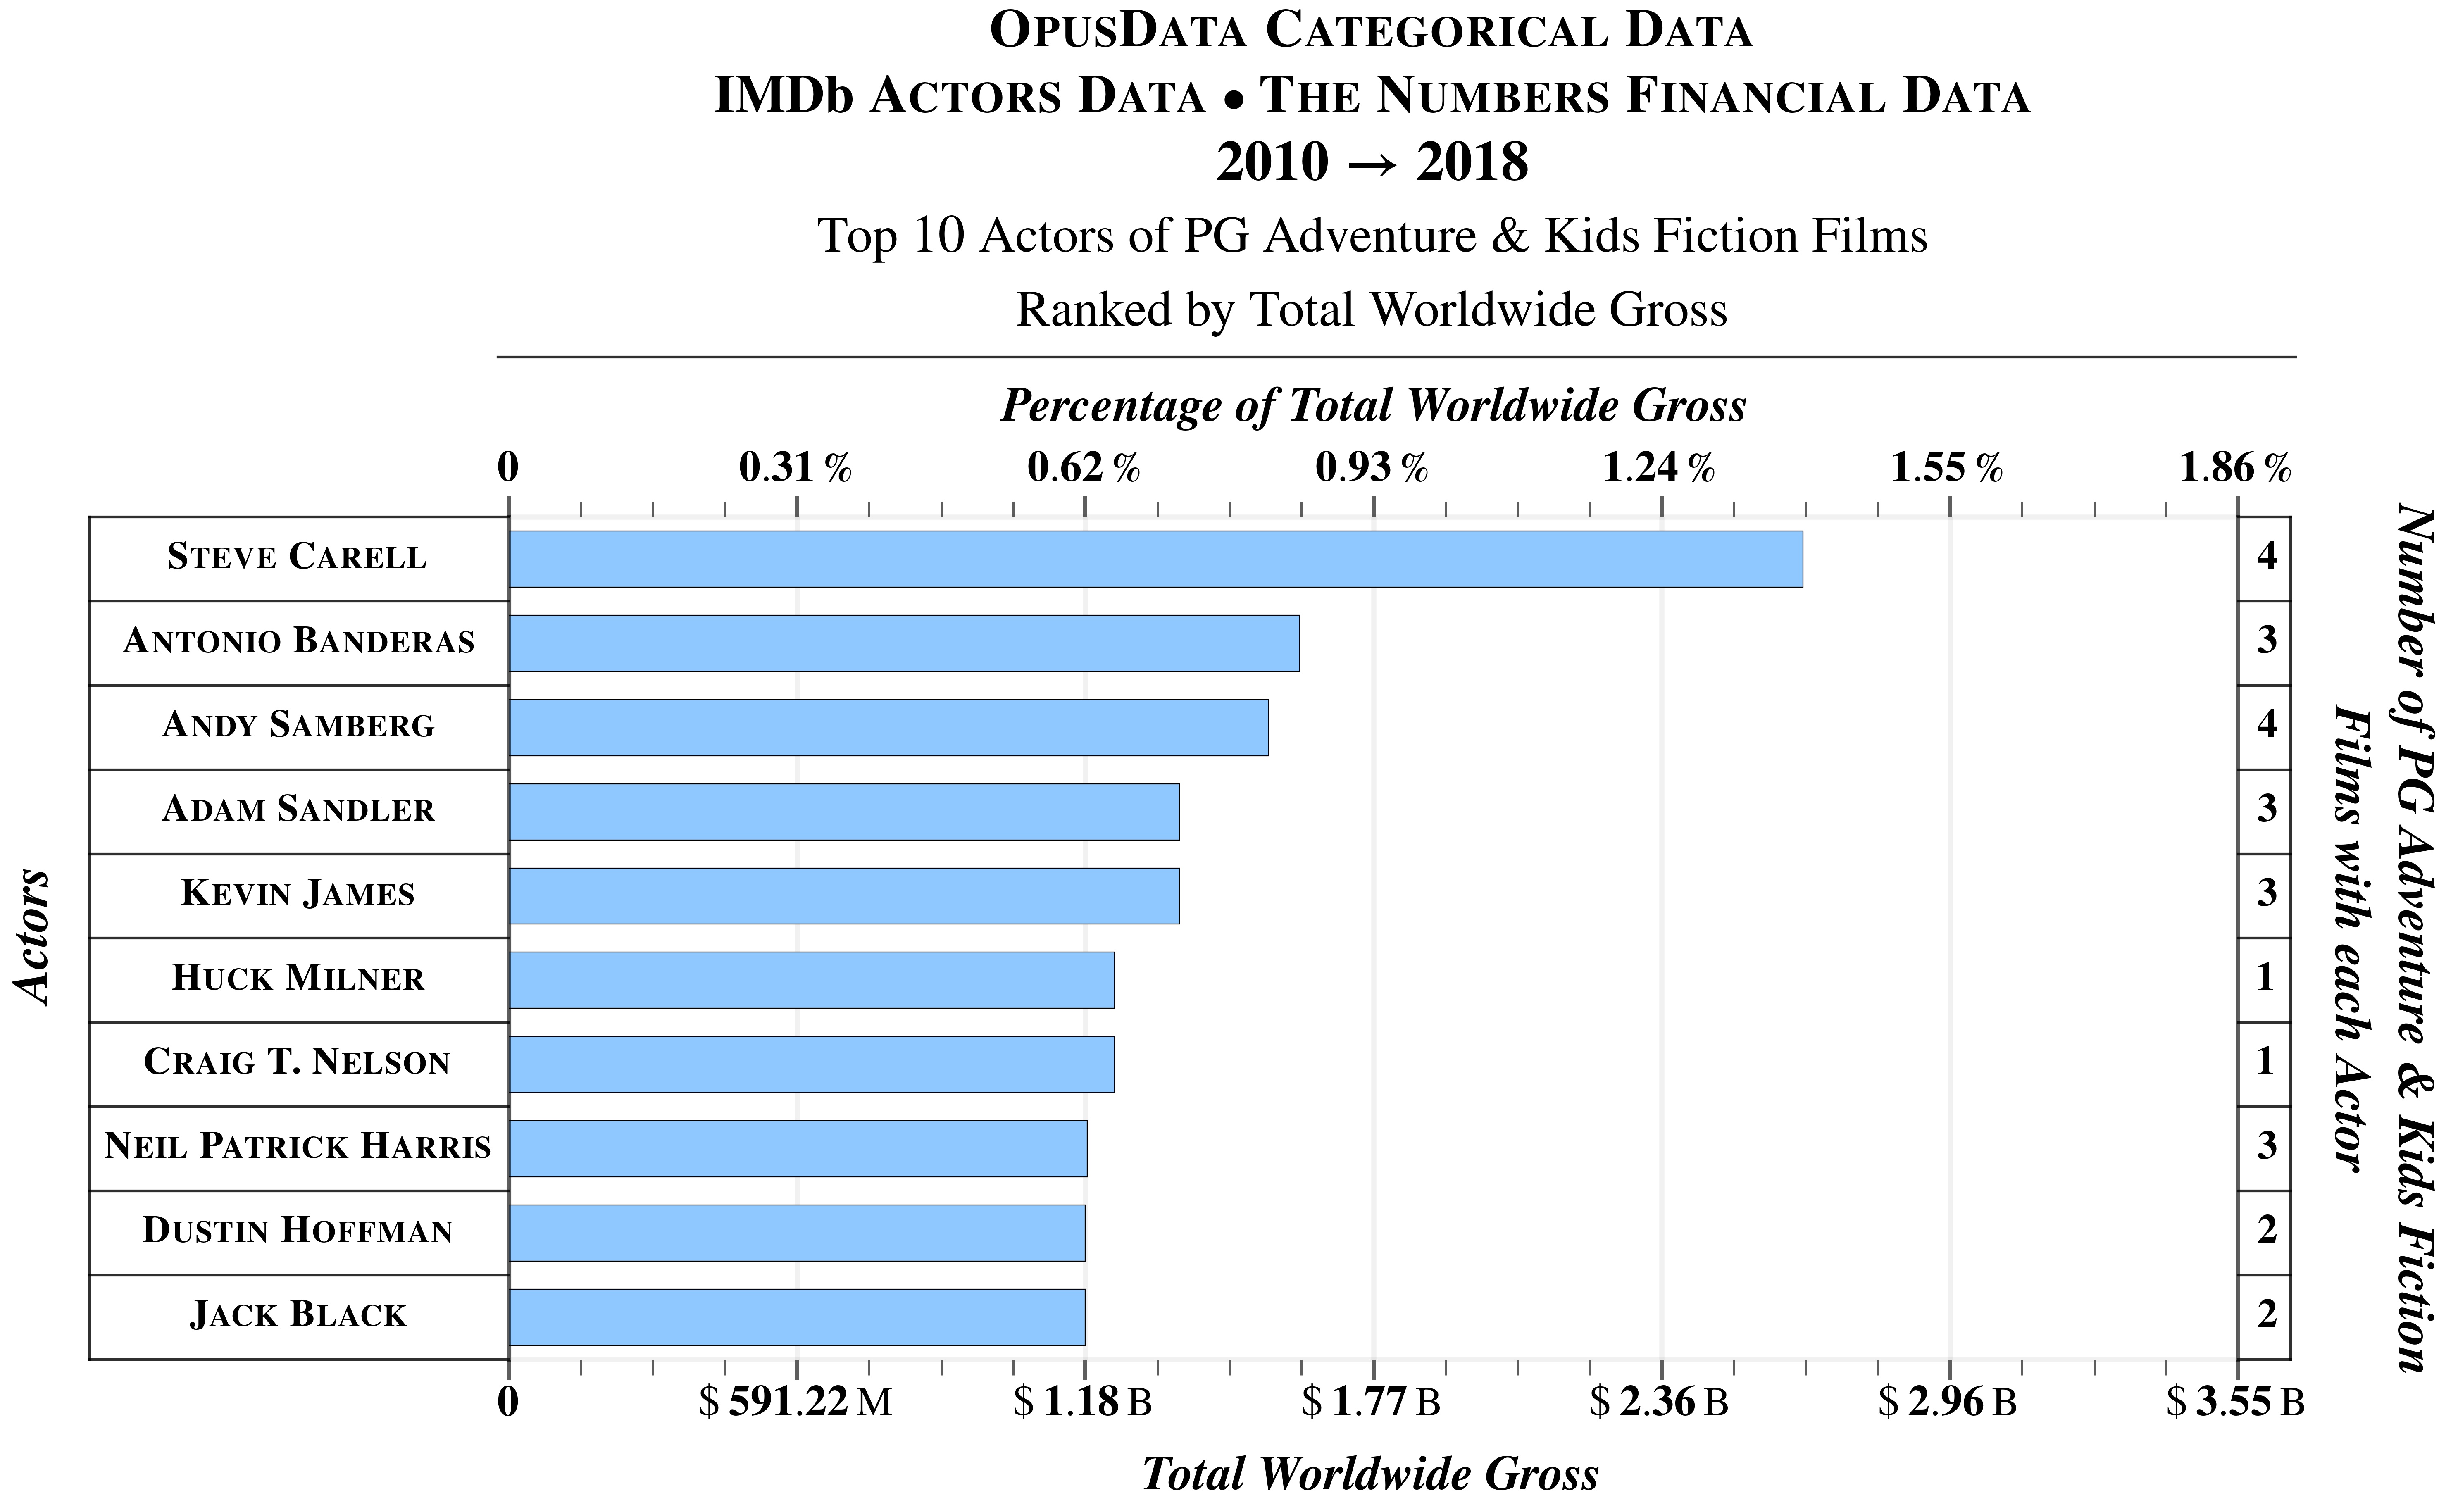 OpusData Categorical Data
IMDb Actors Data • The Numbers Financial Data
2010 → 2018
Top 10 Actors of PG Adventure & Kids Fiction Films
Ranked by Total Worldwide Gross
Percentage of Total Worldwide Gross
0 0.31 % 0.62 % 0.93 % 1.24 % 1.55 % 1.86 %
Actors
Steve Carell 4
Antonio Banderas 3
Andy Samberg 4
Adam Sandler 3
Kevin James 3
Huck Milner 1
Craig T. Nelson 1
Neil Patrick Harris 3
Dustin Hoffman 2
Jack Black 2
Number of PG Adventure & Kids Fiction
Films with each Actor
0 $ 591.22 M $ 1.18 B $ 1.77 B $ 2.36 B $ 2.96 B $ 3.55 B
Total Worldwide Gross